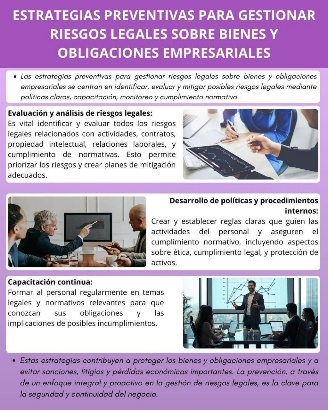 ESTRATEGIAS PREVENTIVAS PARA GESTIONAR
RIESGOS LEGALES SOBRE BIENES Y
OBLIGACIONES EMPRESARIALES
• Las estrategias preventivas para gestionar riesgos legales sobre bienes y obligaciones
empresariales se centran en identificar, evaluar y mitigar posibles riesgos legales mediante
políticas claras, capacitación, monitoreo y cumplimiento normativo.
Evaluación y análisis de riesgos legales:
Es vital identificar y evaluar todos los riesgos
legales relacionados con actividades, contratos,
propiedad intelectual, relaciones laborales, y
cumplimiento de normativas. Esto permite
priorizar los riesgos y crear planes de mitigación
adecuados.
Desarrollo de políticas y procedimientos
internos:
Crear y establecer reglas claras que guíen las
actividades del personal y aseguren el
cumplimiento normativo, incluyendo aspectos
sobre ética, cumplimiento legal, y protección de
activos.
Capacitación continua:
Formar al personal regularmente en temas
legales y normativos relevantes para que
conozcan sus obligaciones y las
implicaciones de posibles incumplimientos.
• Estas estrategias contribuyen a proteger los bienes y obligaciones empresariales y a
evitar sanciones, litigios y pérdidas económicas importantes. La prevención, a través
de un enfoque integral y proactivo en la gestión de riesgos legales, es la clave para
la seguridad y continuidad del negocio.